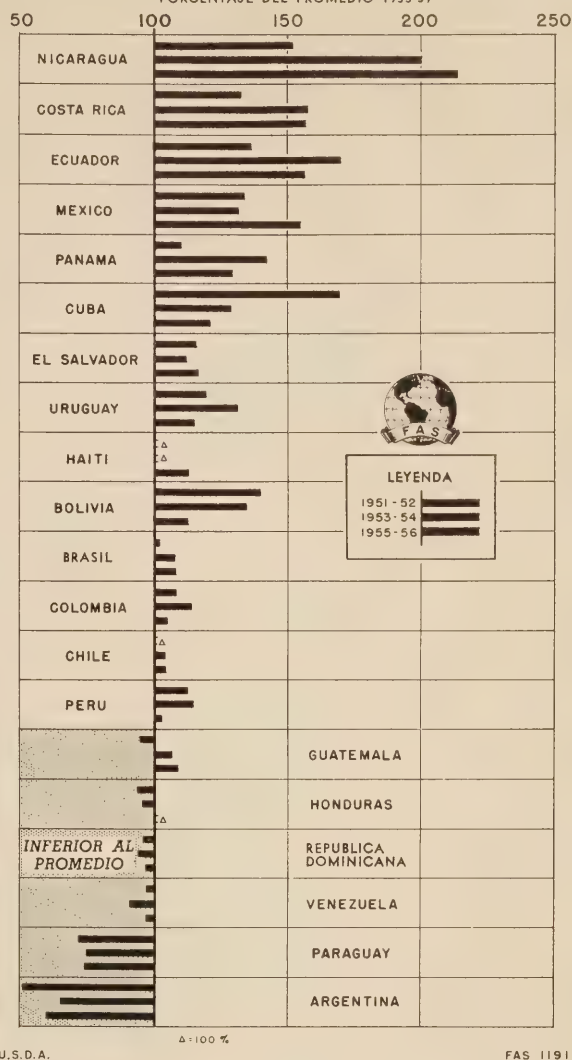 PORCENTAJE DEL PROMEDIO 1935-39
50 100 150 200 250
NICARAGUA
COSTA RICA
ECUADOR
MEXICO
PANAMA
CUBA
EL SALVADOR
URUGUAY
FAS
HAITI
Δ
Δ
LEYENDA
1951-52
1953-54
1955-56
BOLIVIA
BRASIL
COLOMBIA
CHILE
Δ
PERU
GUATEMALA
HONDURAS
Δ
INFERIOR AL
PROMEDIO
REPUBLICA
DOMINICANA
VENEZUELA
PARAGUAY
ARGENTINA
Δ=100 %
U.S.D.A.
FAS 1191